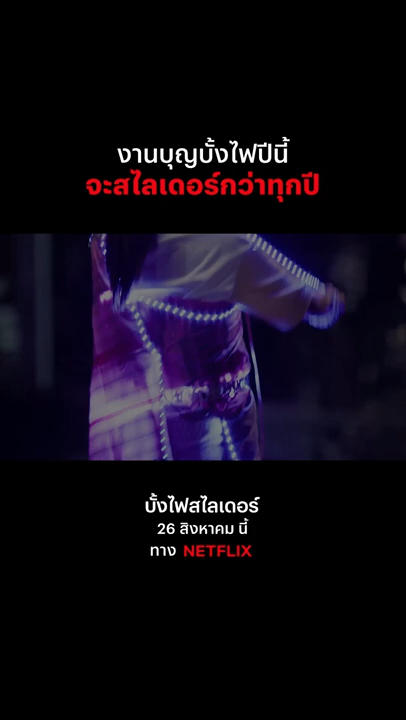 งานบุญบั้งไฟปีนี้
จะสไลเดอร์กว่าทุกปี
บั้งไฟสไลเดอร์
26 สิงหาคม นี้
ทาง NETFLIX